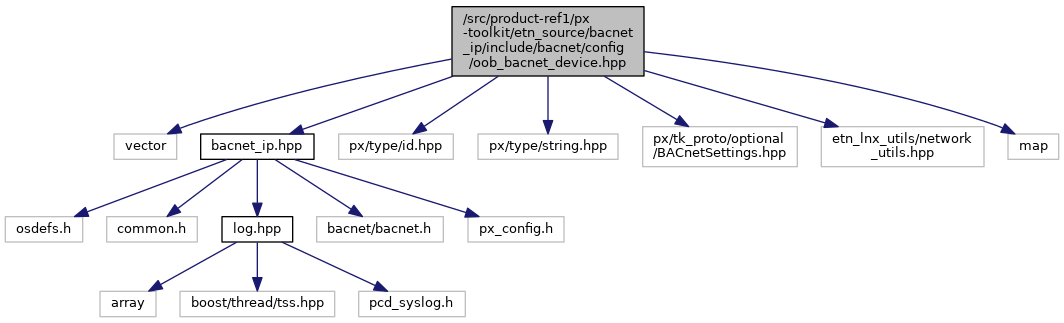 /src/product-ref1/px
-toolkit/etn_source/bacnet
_ip/include/bacnet/config
/oob_bacnet_device.hpp
vector
bacnet_ip.hpp
px/type/id.hpp
px/type/string.hpp
px/tk_proto/optional
/BACnetSettings.hpp
etn_lnx_utils/network
_utils.hpp
map
osdefs.h
common.h
log.hpp
bacnet/bacnet.h
px_config.h
array
boost/thread/tss.hpp
pcd_syslog.h